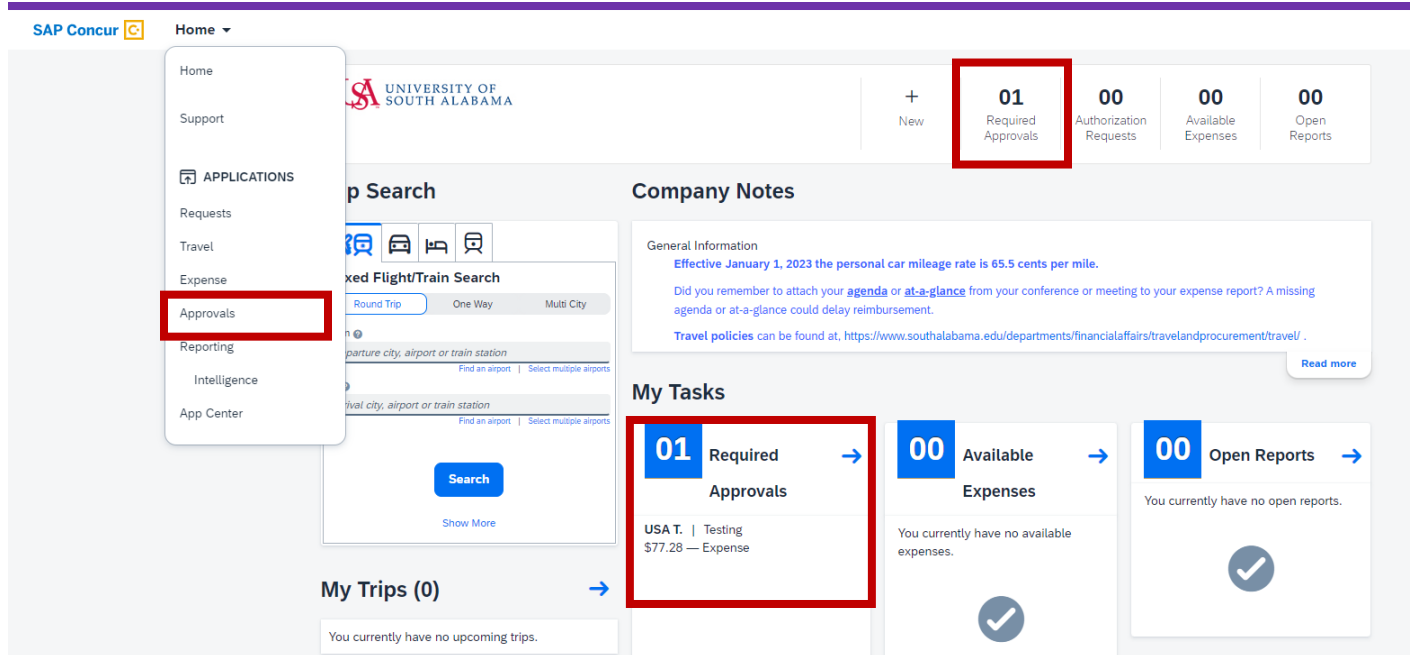 SAP Concur C. Home
Home
Support
APPLICATIONS
Requests
Travel
Expense
Approvals
Reporting
Intelligence
App Center
USA UNIVERSITY OF
SOUTH ALABAMA
+
New
01
Required
Approvals
00
Authorization
Requests
00
Available
Expenses
00
Open
Reports
p Search
xed Flight/Train Search
Round Trip One Way Multi City
n
parture city, airport or train station
Find an airport | Select multiple airports
ival city, airport or train station
Find an airport | Select multiple airports
Search
Show More
My Trips (0)
You currently have no upcoming trips.
Company Notes
General Information
Effective January 1, 2023 the personal car mileage rate is 65.5 cents per mile.
Did you remember to attach your agenda or at-a-glance from your conference or meeting to your expense report? A missing
agenda or at-a-glance could delay reimbursement.
Travel policies can be found at, https://www.southalabama.edu/departments/financialaffairs/travelandprocurement/travel/ .
Read more
My Tasks
01 Required
Approvals
USA T. | Testing
$77.28 — Expense
00 Available
Expenses
You currently have no available
expenses.
00 Open Reports
You currently have no open reports.